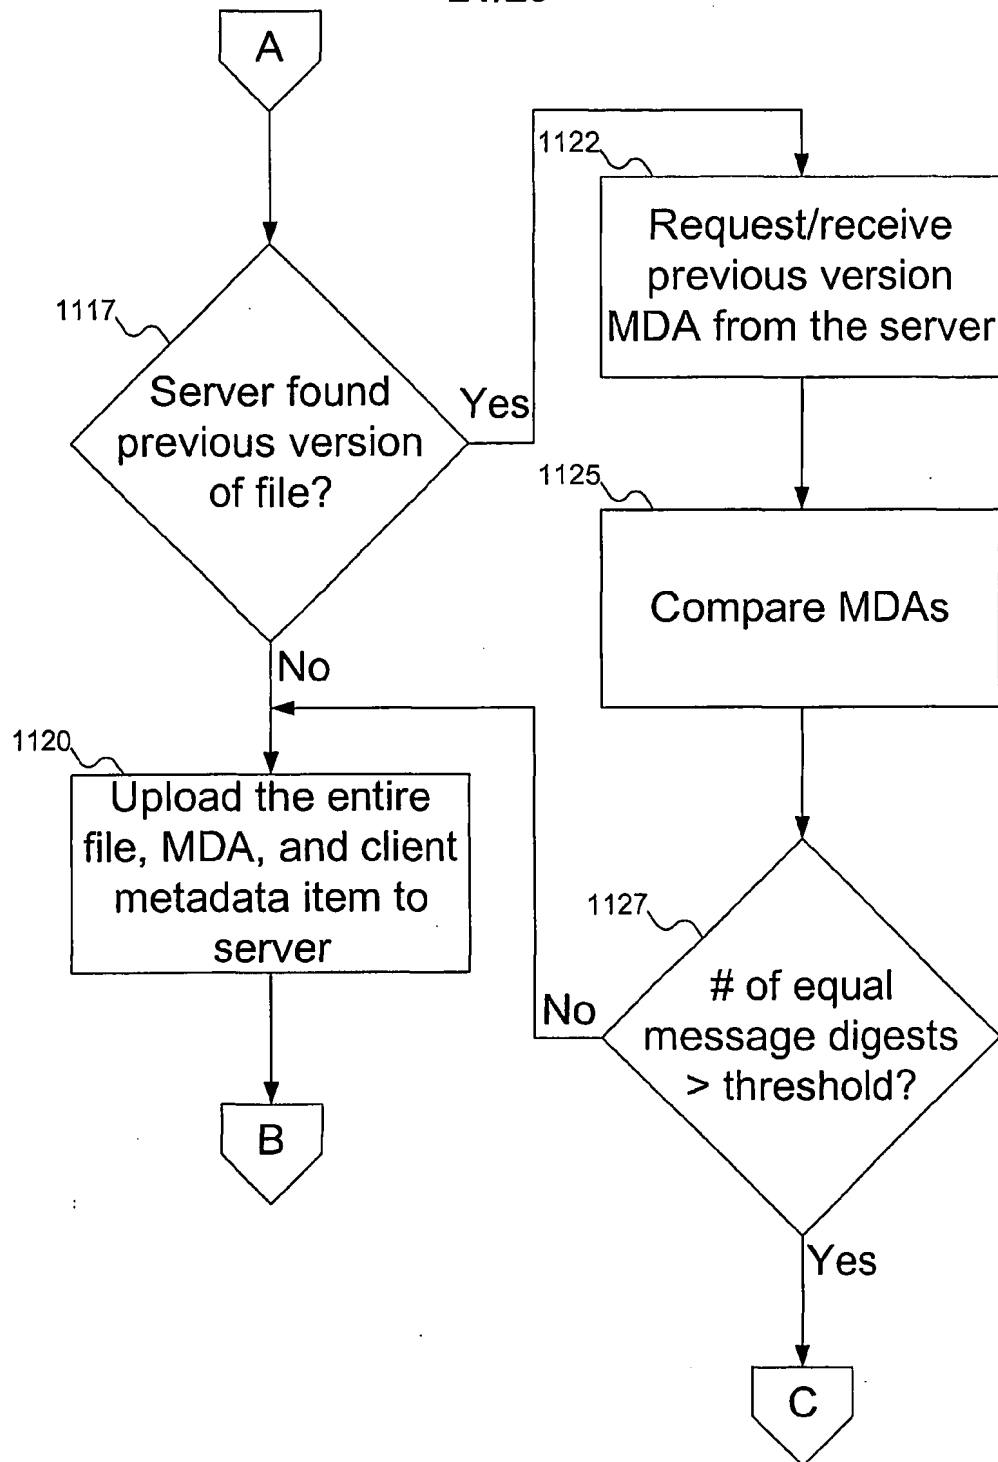 A
1117
Server found
previous version
of file?
Yes
No
1122
Request/receive
previous version
MDA from the server
1125
Compare MDAs
1127
# of equal
message digests
> threshold?
No
Yes
1120
Upload the entire
file, MDA, and client
metadata item to
server
B
C